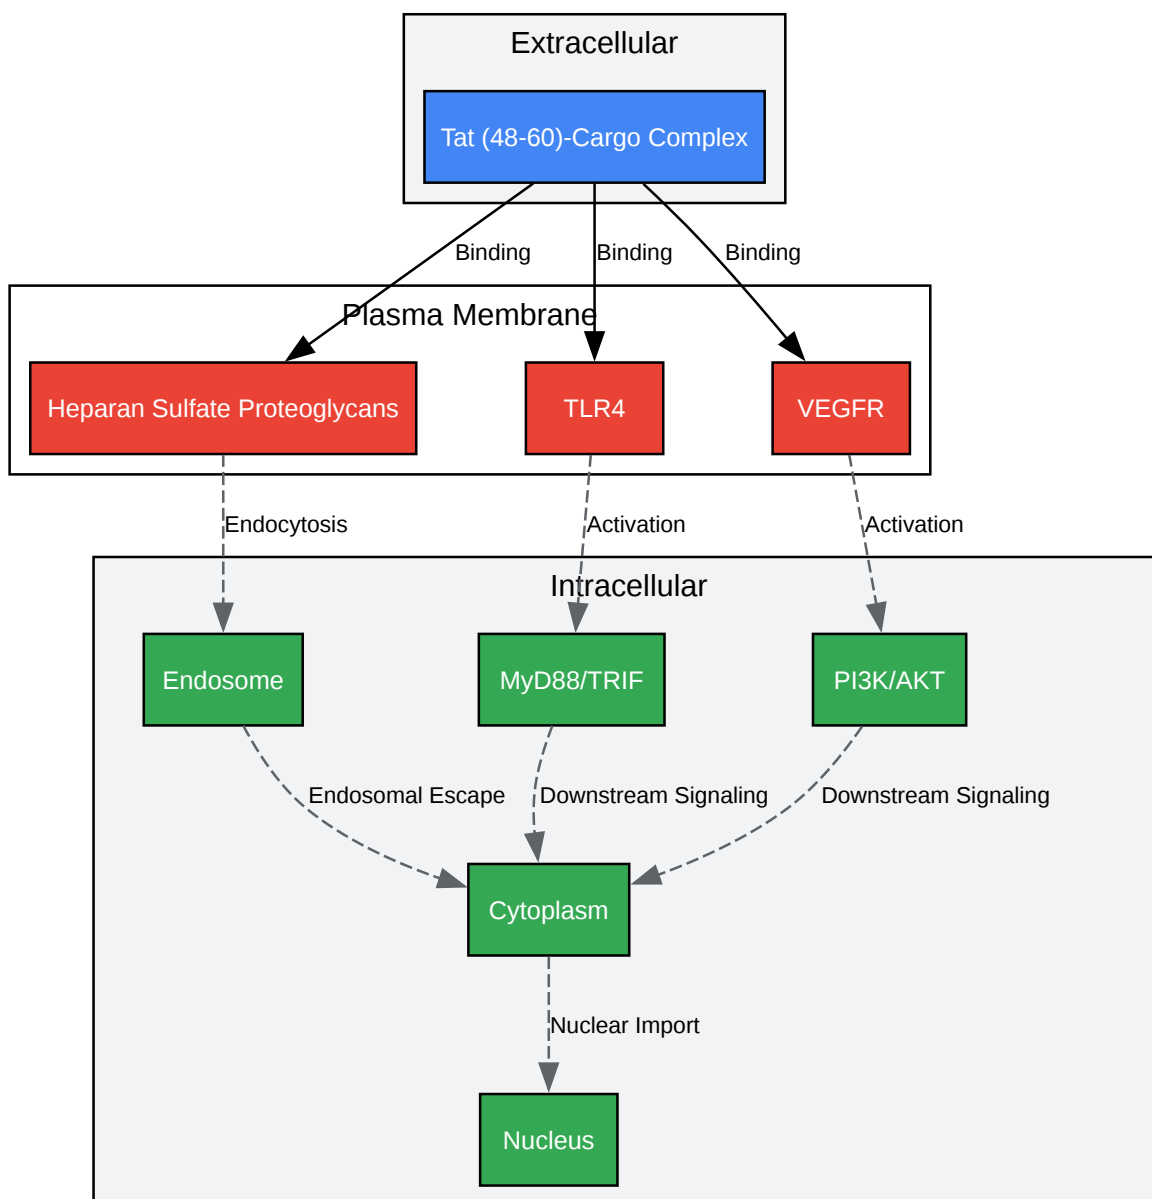 Extracellular
Tat (48-60)-Cargo Complex
Binding
Binding
Binding
Plasma Membrane
Heparan Sulfate Proteoglycans
TLR4
VEGFR
Endocytosis
Activation
Activation
Intracellular
Endosome
MyD88/TRIF
PI3K/AKT
Endosomal Escape
Downstream Signaling
Downstream Signaling
Cytoplasm
Nuclear Import
Nucleus